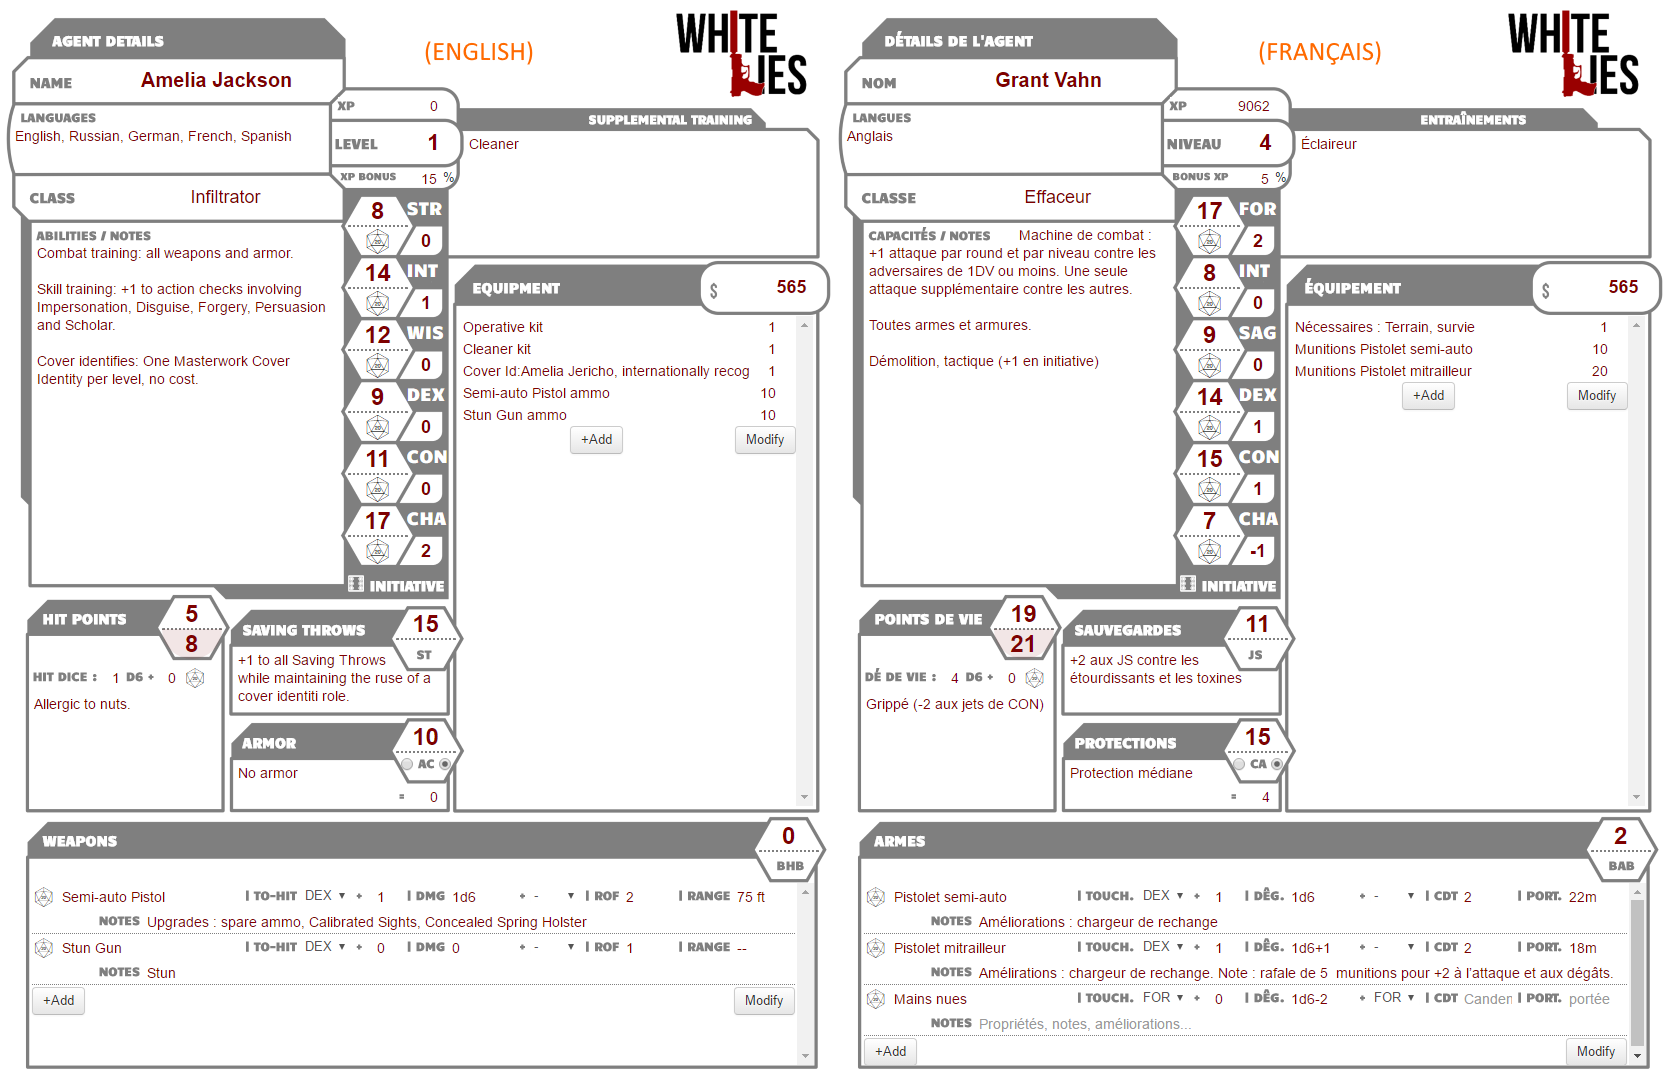 AGENT DETAILS
(ENGLISH)
WHITE LIES
NAME Amelia Jackson
XP 0
LANGUAGES
English, Russian, German, French, Spanish
LEVEL 1
XP BONUS 15 %
SUPPLEMENTAL TRAINING
Cleaner
CLASS Infiltrator
ABILITIES / NOTES
Combat training: all weapons and armor.
Skill training: +1 to action checks involving
Impersonation, Disguise, Forgery, Persuasion
and Scholar.
Cover identifies: One Masterwork Cover
Identity per level, no cost.
8 STR
0
14 INT
1
12 WIS
0
9 DEX
0
11 CON
0
17 CHA
2
INITIATIVE
EQUIPMENT $ 565
Operative kit 1
Cleaner kit 1
Cover Id:Amelia Jericho, internationally recog 1
Semi-auto Pistol ammo 10
Stun Gun ammo 10
+Add Modify
HIT POINTS 5
8
HIT DICE : 1 D6 + 0
Allergic to nuts.
SAVING THROWS 15
ST
+1 to all Saving Throws
while maintaining the ruse of a
cover identiti role.
ARMOR 10
AC
No armor
= 0
WEAPONS 0
BHB
Semi-auto Pistol | TO-HIT DEX ▼ + 1 | DMG 1d6 + - ▼ | ROF 2 | RANGE 75 ft
NOTES Upgrades : spare ammo, Calibrated Sights, Concealed Spring Holster
Stun Gun | TO-HIT DEX ▼ + 0 | DMG 0 + - ▼ | ROF 1 | RANGE --
NOTES Stun
+Add Modify
DÉTAILS DE L'AGENT
(FRANÇAIS)
WHITE LIES
NOM Grant Vahn
XP 9062
LANGUES
Anglais
NIVEAU 4
BONUS XP 5 %
ENTRAÎNEMENTS
Éclaireur
CLASSE Effaceur
CAPACITÉS / NOTES Machine de combat :
+1 attaque par round et par niveau contre les
adversaires de 1DV ou moins. Une seule
attaque supplémentaire contre les autres.
Toutes armes et armures.
Démolition, tactique (+1 en initiative)
17 FOR
2
8 INT
0
9 SAG
0
14 DEX
1
15 CON
1
7 CHA
-1
INITIATIVE
ÉQUIPEMENT $ 565
Nécessaires : Terrain, survie 1
Munitions Pistolet semi-auto 10
Munitions Pistolet mitrailleur 20
+Add Modify
POINTS DE VIE 19
21
DÉ DE VIE : 4 D6 + 0
Grippé (-2 aux jets de CON)
SAUVEGARDES 11
JS
+2 aux JS contre les
étourdissants et les toxines
PROTECTIONS 15
CA
Protection médiane
= 4
ARMES 2
BAB
Pistolet semi-auto | TOUCH. DEX ▼ + 1 | DÊG. 1d6 + - ▼ | CDT 2 | PORT. 22m
NOTES Améliorations : chargeur de rechange
Pistolet mitrailleur | TOUCH. DEX ▼ + 1 | DÊG. 1d6+1 + - ▼ | CDT 2 | PORT. 18m
NOTES Amélirations : chargeur de rechange. Note : rafale de 5 munitions pour +2 à l'attaque et aux dégâts.
Mains nues | TOUCH. FOR ▼ + 0 | DÊG. 1d6-2 + FOR ▼ | CDT Canden | PORT. portée
NOTES Propriétés, notes, améliorations...
+Add Modify